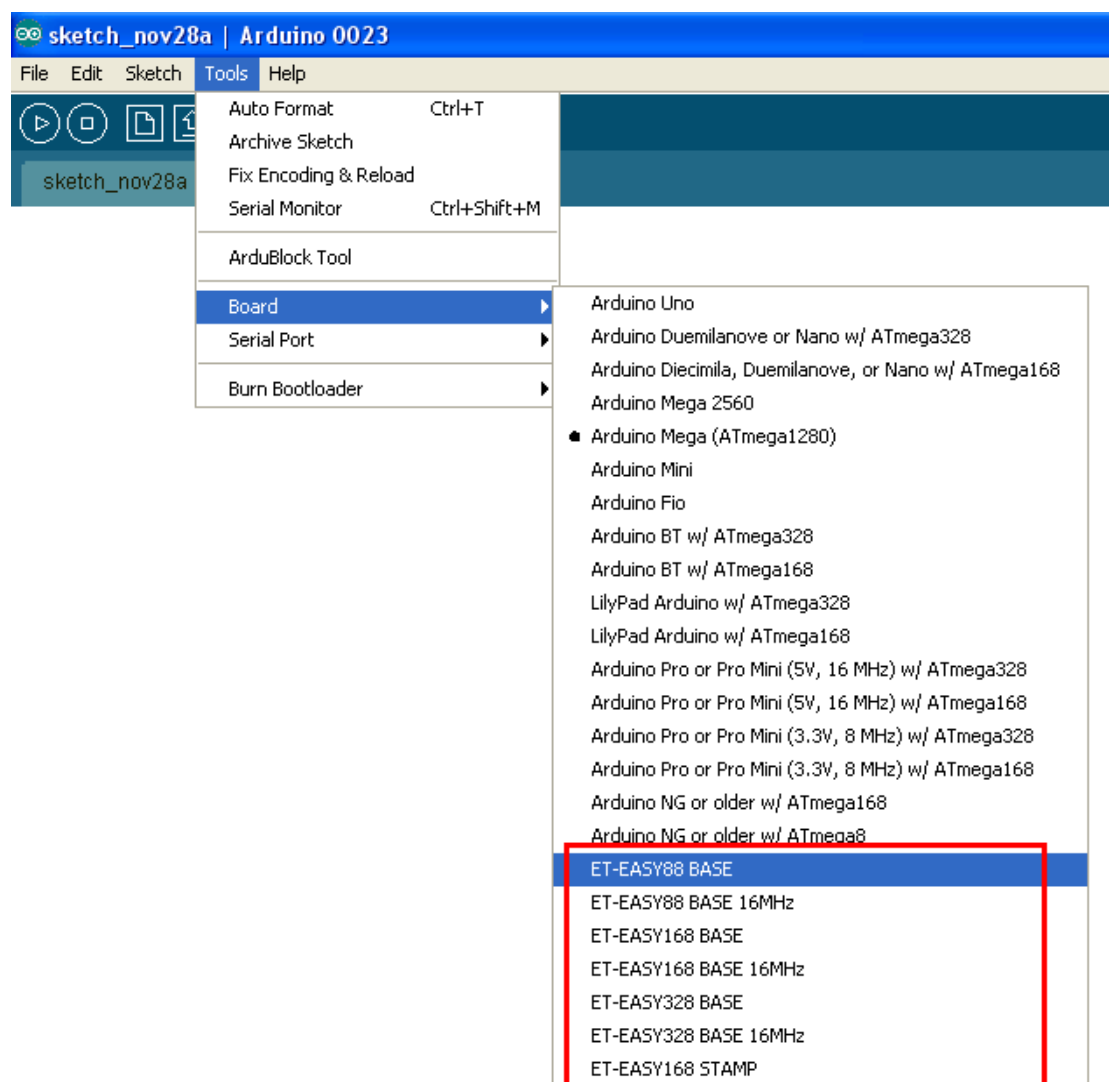 sketch_nov28a | Arduino 0023
File Edit Sketch Tools Help
sketch_nov28a
Auto Format Ctrl+T
Archive Sketch
Fix Encoding & Reload
Serial Monitor Ctrl+Shift+M
ArduBlock Tool
Board
Serial Port
Burn Bootloader
Arduino Uno
Arduino Duemilanove or Nano w/ ATmega328
Arduino Diecimila, Duemilanove, or Nano w/ ATmega168
Arduino Mega 2560
Arduino Mega (ATmega1280)
Arduino Mini
Arduino Fio
Arduino BT w/ ATmega328
Arduino BT w/ ATmega168
LilyPad Arduino w/ ATmega328
LilyPad Arduino w/ ATmega168
Arduino Pro or Pro Mini (5V, 16 MHz) w/ ATmega328
Arduino Pro or Pro Mini (5V, 16 MHz) w/ ATmega168
Arduino Pro or Pro Mini (3.3V, 8 MHz) w/ ATmega328
Arduino Pro or Pro Mini (3.3V, 8 MHz) w/ ATmega168
Arduino NG or older w/ ATmega168
Arduino NG or older w/ ATmega8
ET-EASY88 BASE
ET-EASY88 BASE 16MHz
ET-EASY168 BASE
ET-EASY168 BASE 16MHz
ET-EASY328 BASE
ET-EASY328 BASE 16MHz
ET-EASY168 STAMP